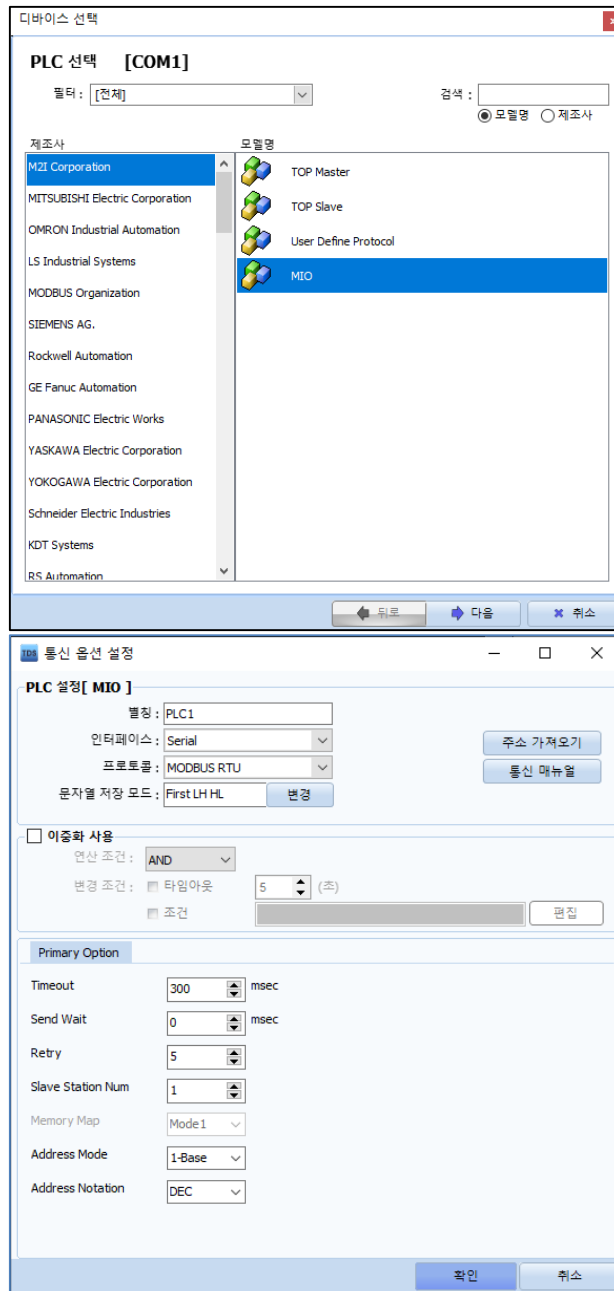 디바이스 선택
PLC 선택 [COM1]
필터 : [전체]
검색 :
모델명 제조사
제조사 모델명
M2I Corporation
MITSUBISHI Electric Corporation
OMRON Industrial Automation
LS Industrial Systems
MODBUS Organization
SIEMENS AG.
Rockwell Automation
GE Fanuc Automation
PANASONIC Electric Works
YASKAWA Electric Corporation
YOKOGAWA Electric Corporation
Schneider Electric Industries
KDT Systems
RS Automation
TOP Master
TOP Slave
User Define Protocol
MIO
뒤로 다음 취소
TDS 통신 옵션 설정
PLC 설정[ MIO ]
별칭 : PLC1
인터페이스 : Serial
프로토콜 : MODBUS RTU
문자열 저장 모드 : First LH HL 변경
주소 가져오기
통신 매뉴얼
이중화 사용
연산 조건 : AND
변경 조건 : 타임아웃 5 (초)
조건 편집
Primary Option
Timeout 300 msec
Send Wait 0 msec
Retry 5
Slave Station Num 1
Memory Map Mode1
Address Mode 1-Base
Address Notation DEC
확인 취소